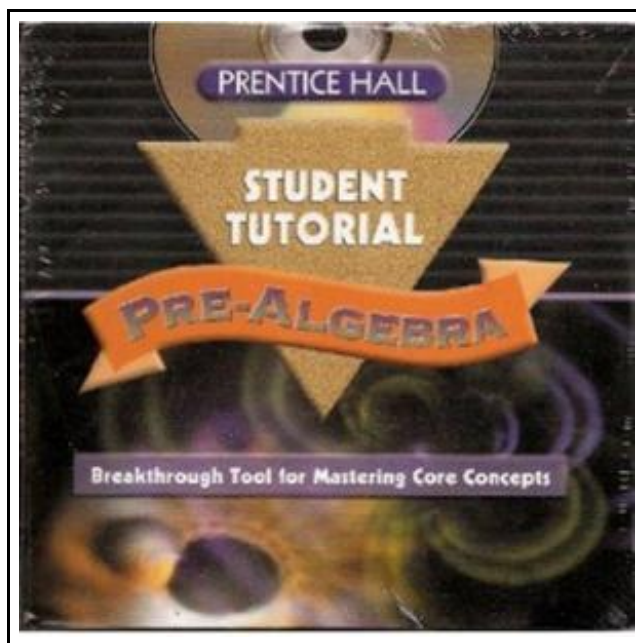 PRENTICE HALL
STUDENT
TUTORIAL
PRE-ALGEBRA
Breakthrough Tool for Mastering Core Concepts